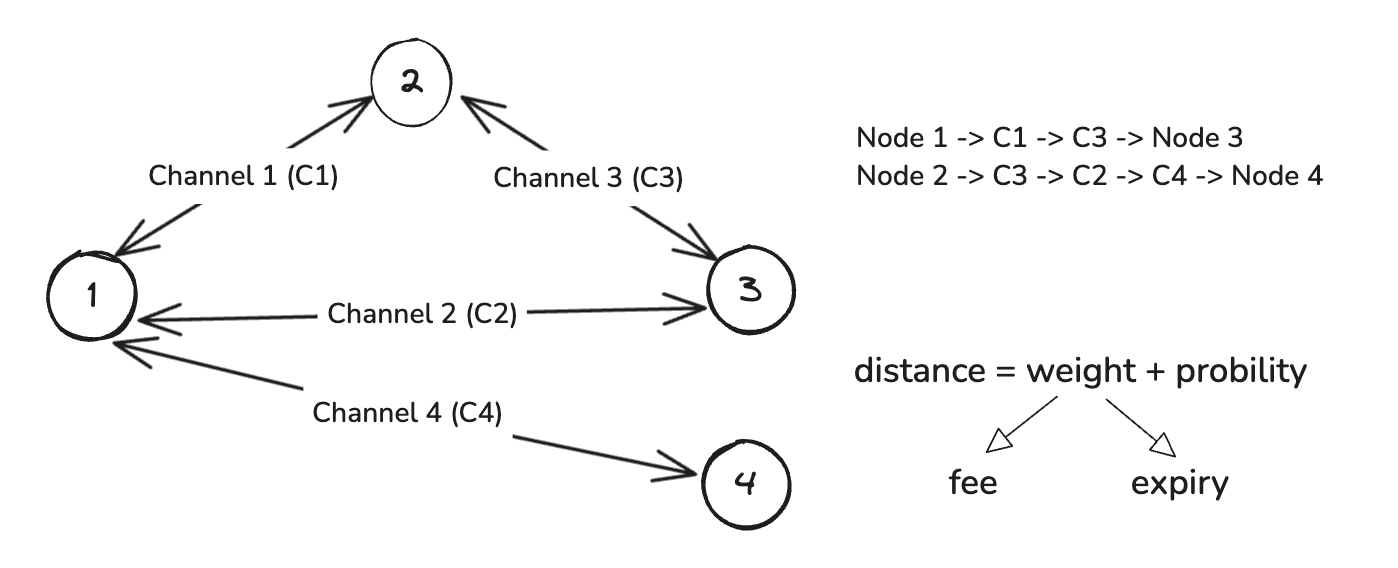 2
Channel 1 (C1)
Channel 3 (C3)
1
3
Channel 2 (C2)
Channel 4 (C4)
4
Node 1 -> C1 -> C3 -> Node 3
Node 2 -> C3 -> C2 -> C4 -> Node 4
distance = weight + probility
fee
expiry